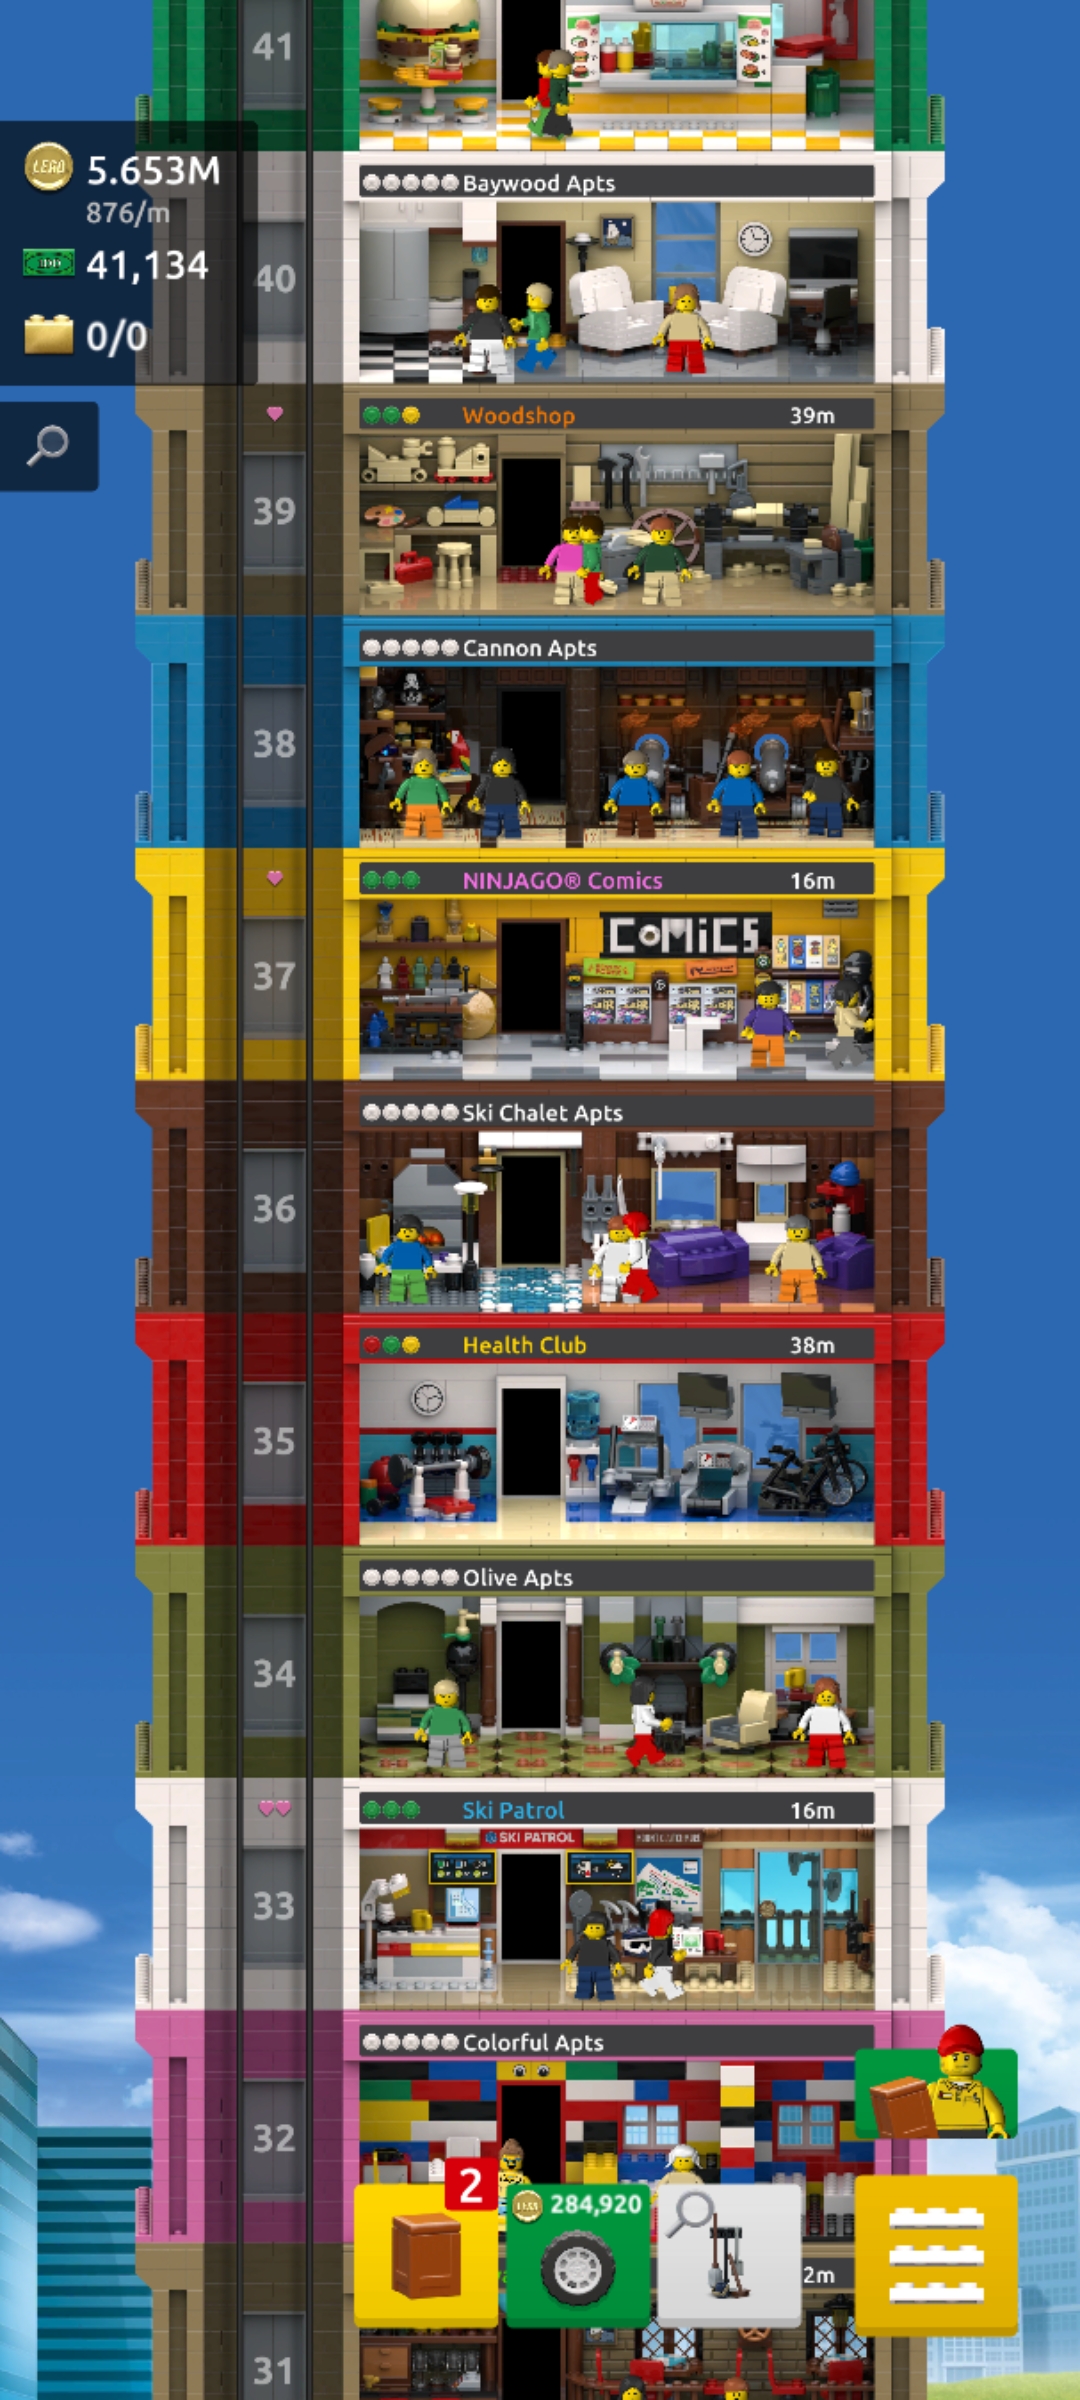 41
LEGO
5.653M
876/m
41,134
0/0
Baywood Apts
40
Woodshop 39m
39
Cannon Apts
38
NINJAGO® Comics 16m
COMiCS
37
Ski Chalet Apts
36
Health Club 38m
35
Olive Apts
34
Ski Patrol 16m
SKI PATROL
33
Colorful Apts
32
2
284,920
2m
31